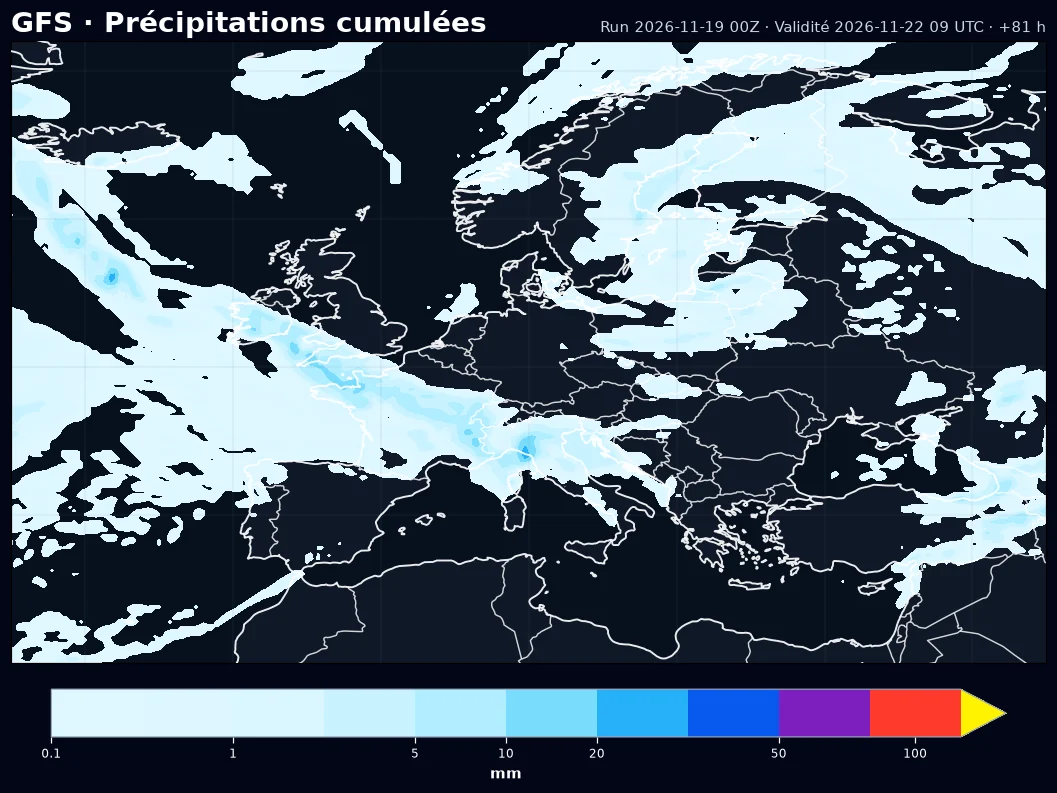 GFS · Précipitations cumulées
Run 2026-11-19 00Z · Validité 2026-11-22 09 UTC · +81 h
0.1 1 5 10 20 50 100
mm